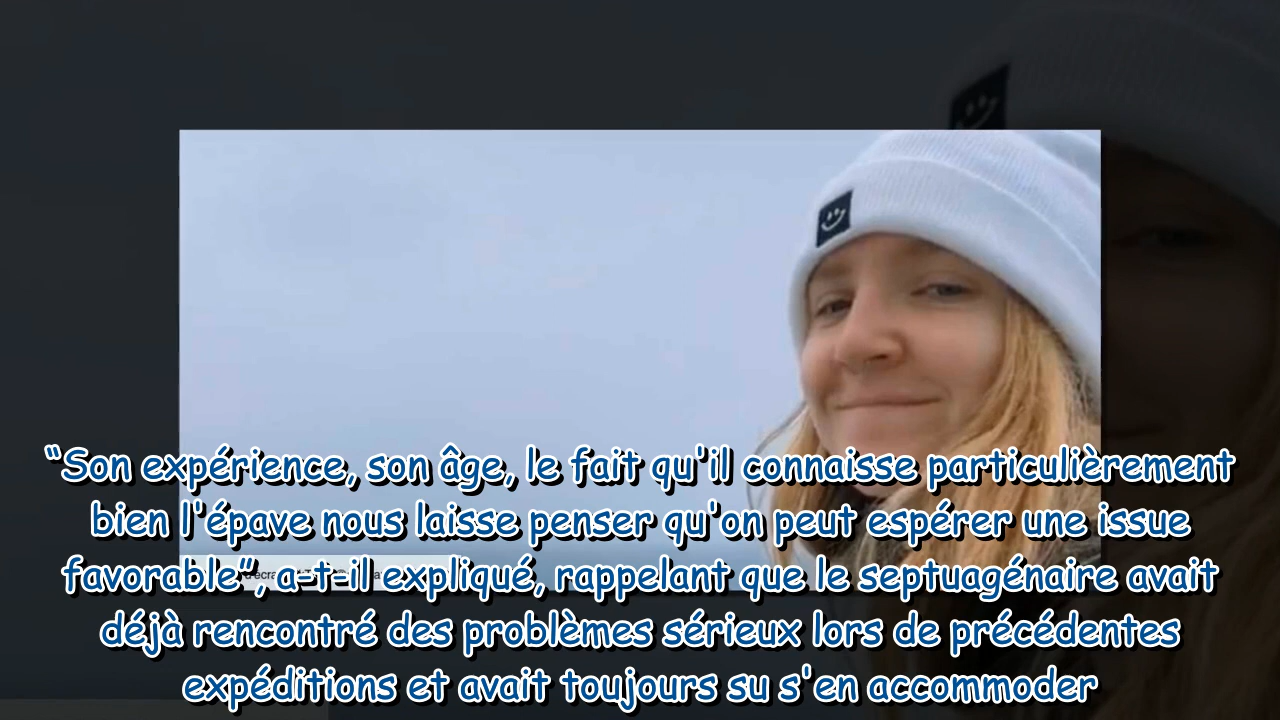 “Son expérience, son âge, le fait qu'il connaisse particulièrement
bien l'épave nous laisse penser qu'on peut espérer une issue
favorable”, a-t-il expliqué, rappelant que le septuagénaire avait
déjà rencontré des problèmes sérieux lors de précédentes
expéditions et avait toujours su s'en accommoder